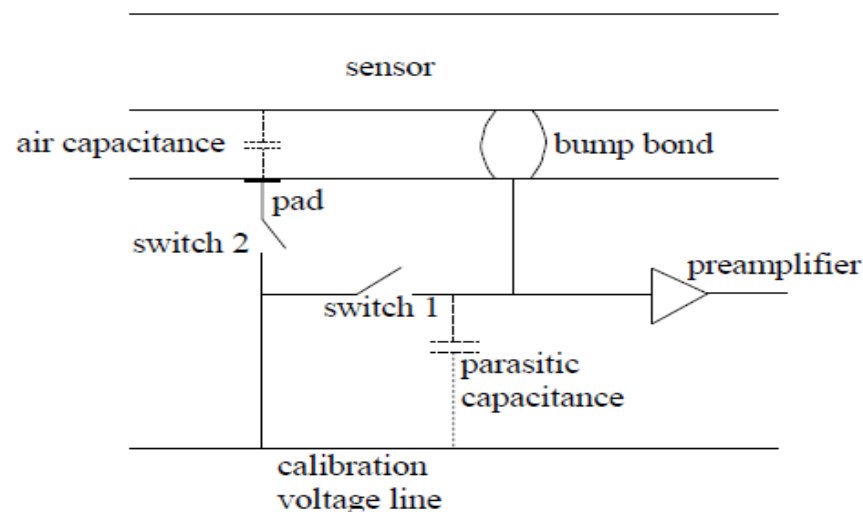 sensor
air capacitance
bump bond
pad
switch 2
preamplifier
switch 1
parasitic
capacitance
calibration
voltage line